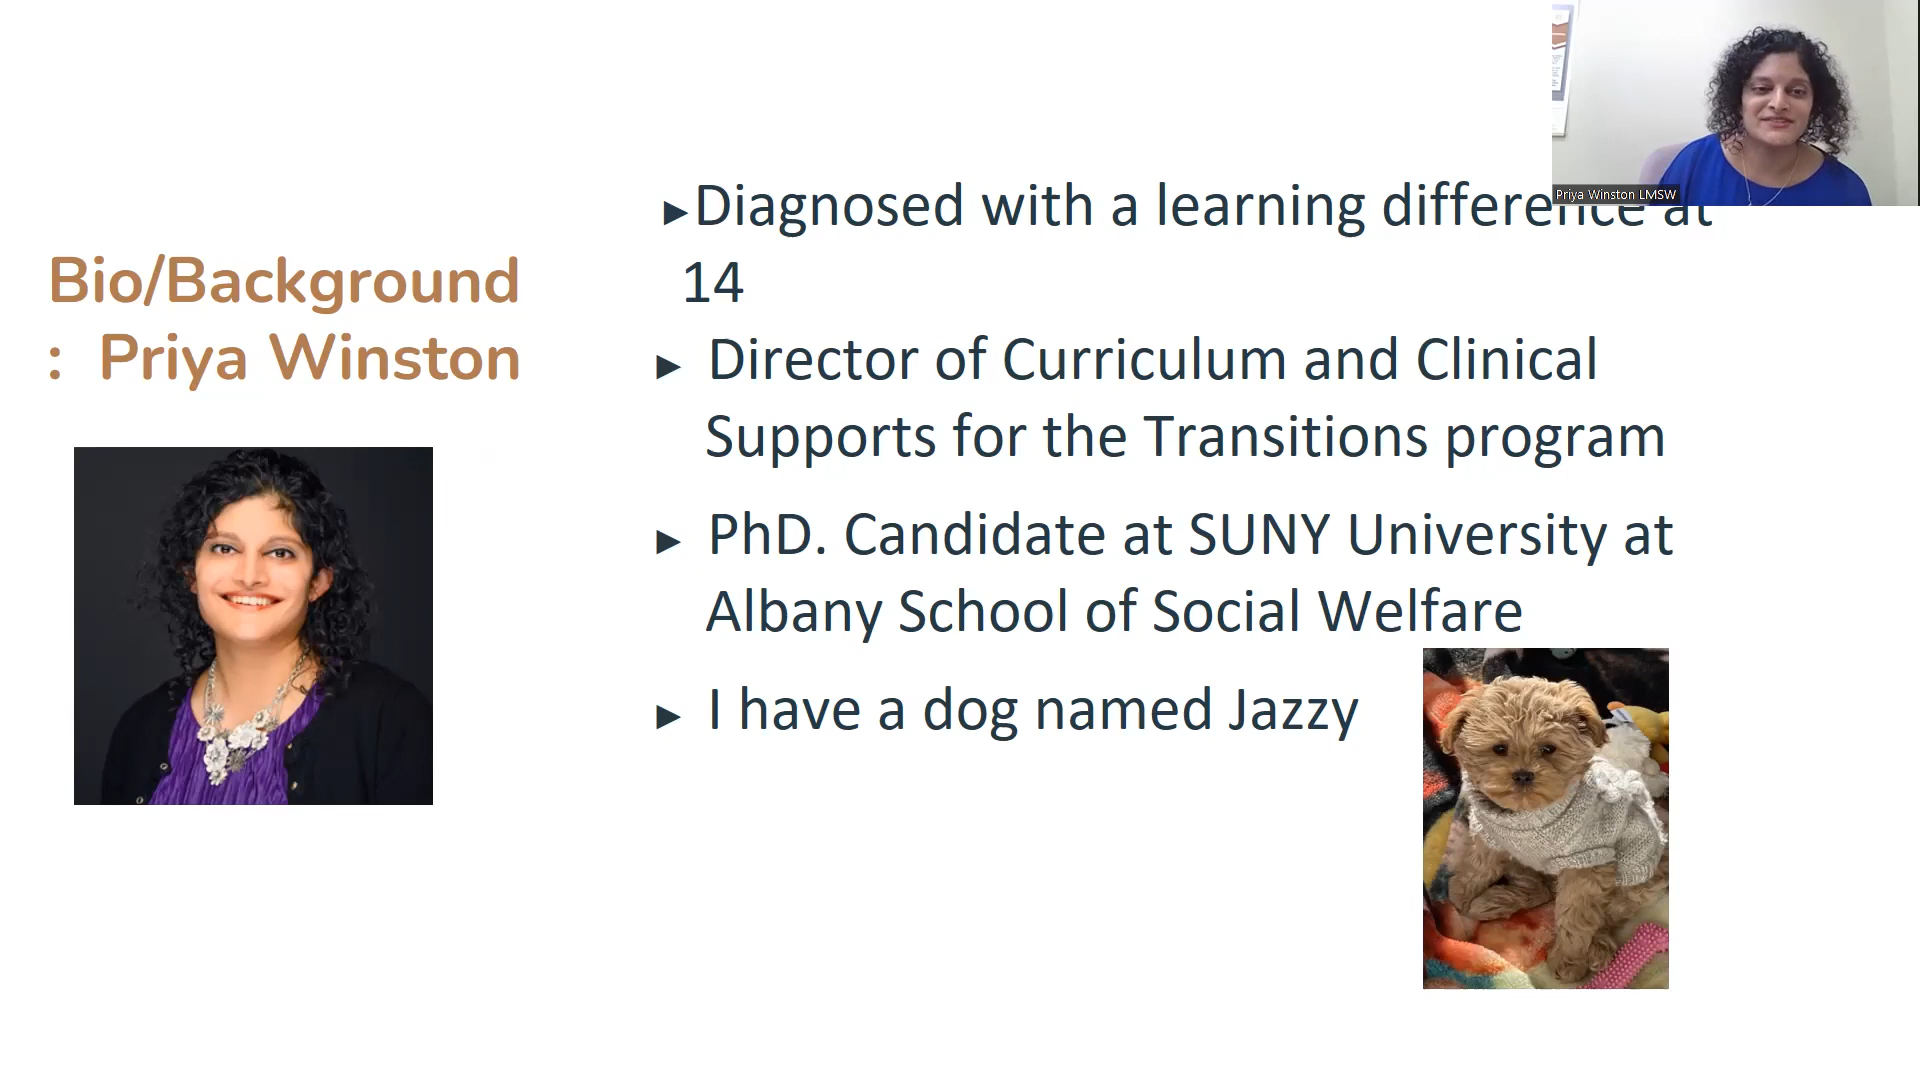 Priya Winston LMSW
Bio/Background
: Priya Winston
►Diagnosed with a learning difference at
14
► Director of Curriculum and Clinical
Supports for the Transitions program
► PhD. Candidate at SUNY University at
Albany School of Social Welfare
► I have a dog named Jazzy